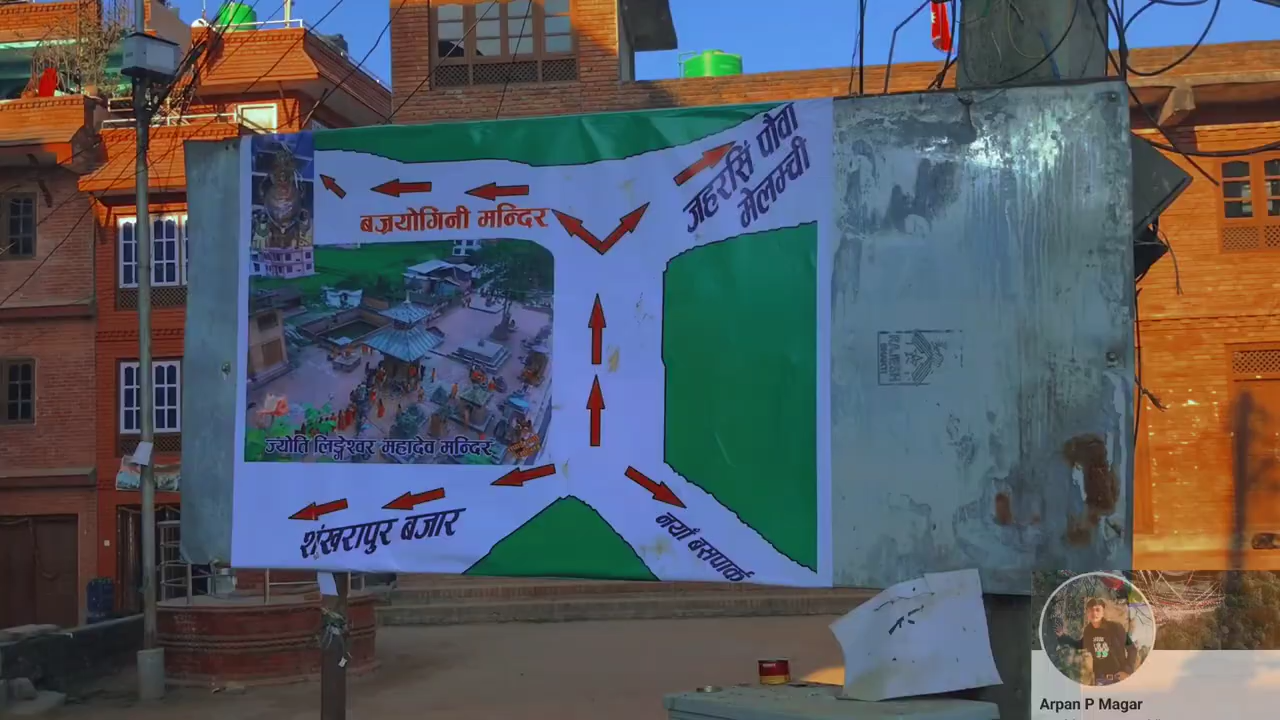 जहरसिं पौवा
मेलम्ची
बज्रयोगिनी मन्दिर
ज्योति लिङ्गेश्वर महादेव मन्दिर
शंखरापुर बजार
नयाँ बसपार्क
Arpan P Magar